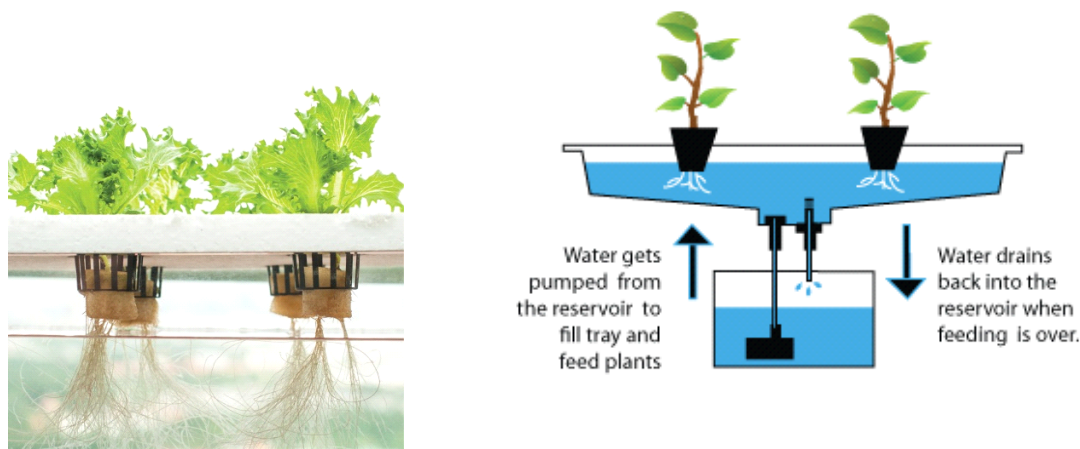 Water gets
pumped from
the reservoir to
fill tray and
feed plants
Water drains
back into the
reservoir when
feeding is over.